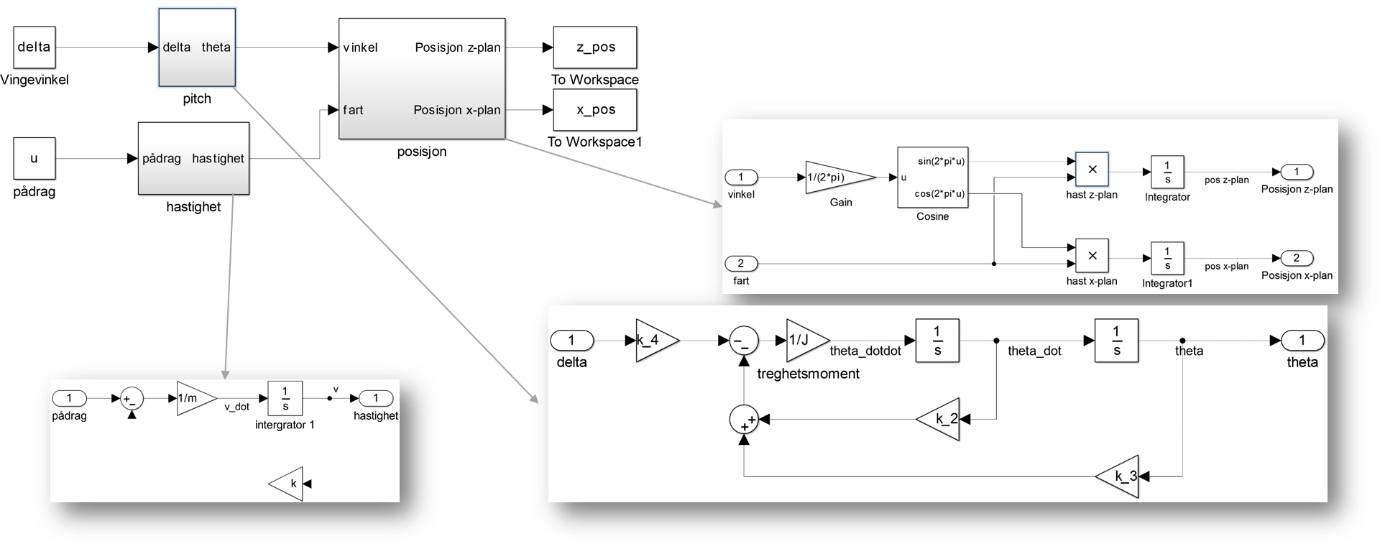 delta
Vingevinkel
delta theta
pitch
vinkel Posisjon z-plan
fart Posisjon x-plan
posisjon
z_pos
To Workspace
x_pos
To Workspace1
u
pådrag
pådrag hastighet
hastighet
1
vinkel
1/(2*pi)
Gain
u
sin(2*pi*u)
cos(2*pi*u)
Cosine
×
hast z-plan
1
s
Integrator
pos z-plan
1
Posisjon z-plan
2
fart
×
hast x-plan
1
s
Integrator1
pos x-plan
2
Posisjon x-plan
1
delta
k_4
− −
1/J
treghetsmoment
theta_dotdot
1
s
theta_dot
1
s
theta
1
theta
+ +
k_2
k_3
1
pådrag
+ −
1/m
v_dot
1
s
intergrator 1
v
1
hastighet
k